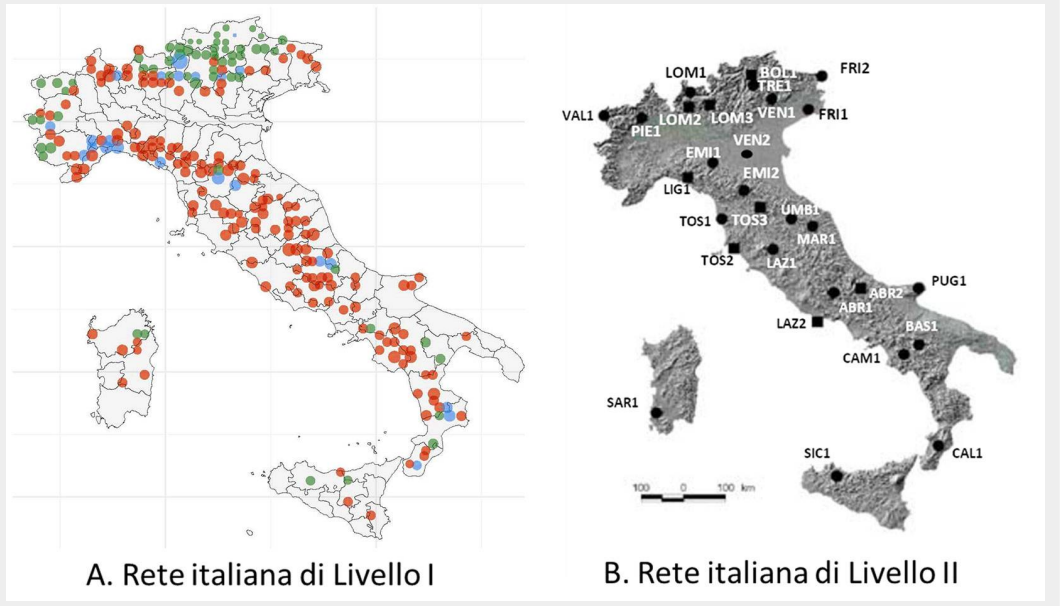 LOM1
BOL1
FRI2
TRE1
VAL1
LOM2
LOM3
VEN1
FRI1
PIE1
VEN2
EMI1
EMI2
LIG1
TOS1
TOS3
UMB1
MAR1
TOS2
LAZ1
PUG1
ABR2
ABR1
LAZ2
BAS1
CAM1
SAR1
SIC1
CAL1
100 0 100 km
A. Rete italiana di Livello I
B. Rete italiana di Livello II